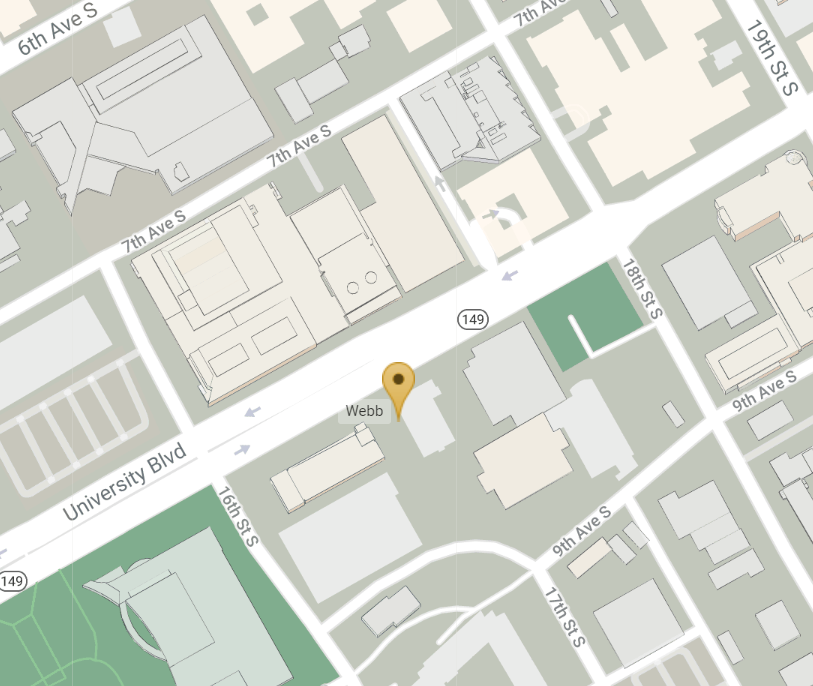 6th Ave S
7th Ave
19th St S
7th Ave S
7th Ave S
18th St S
149
9th Ave S
Webb
University Blvd
16th St S
9th Ave S
149
17th St S